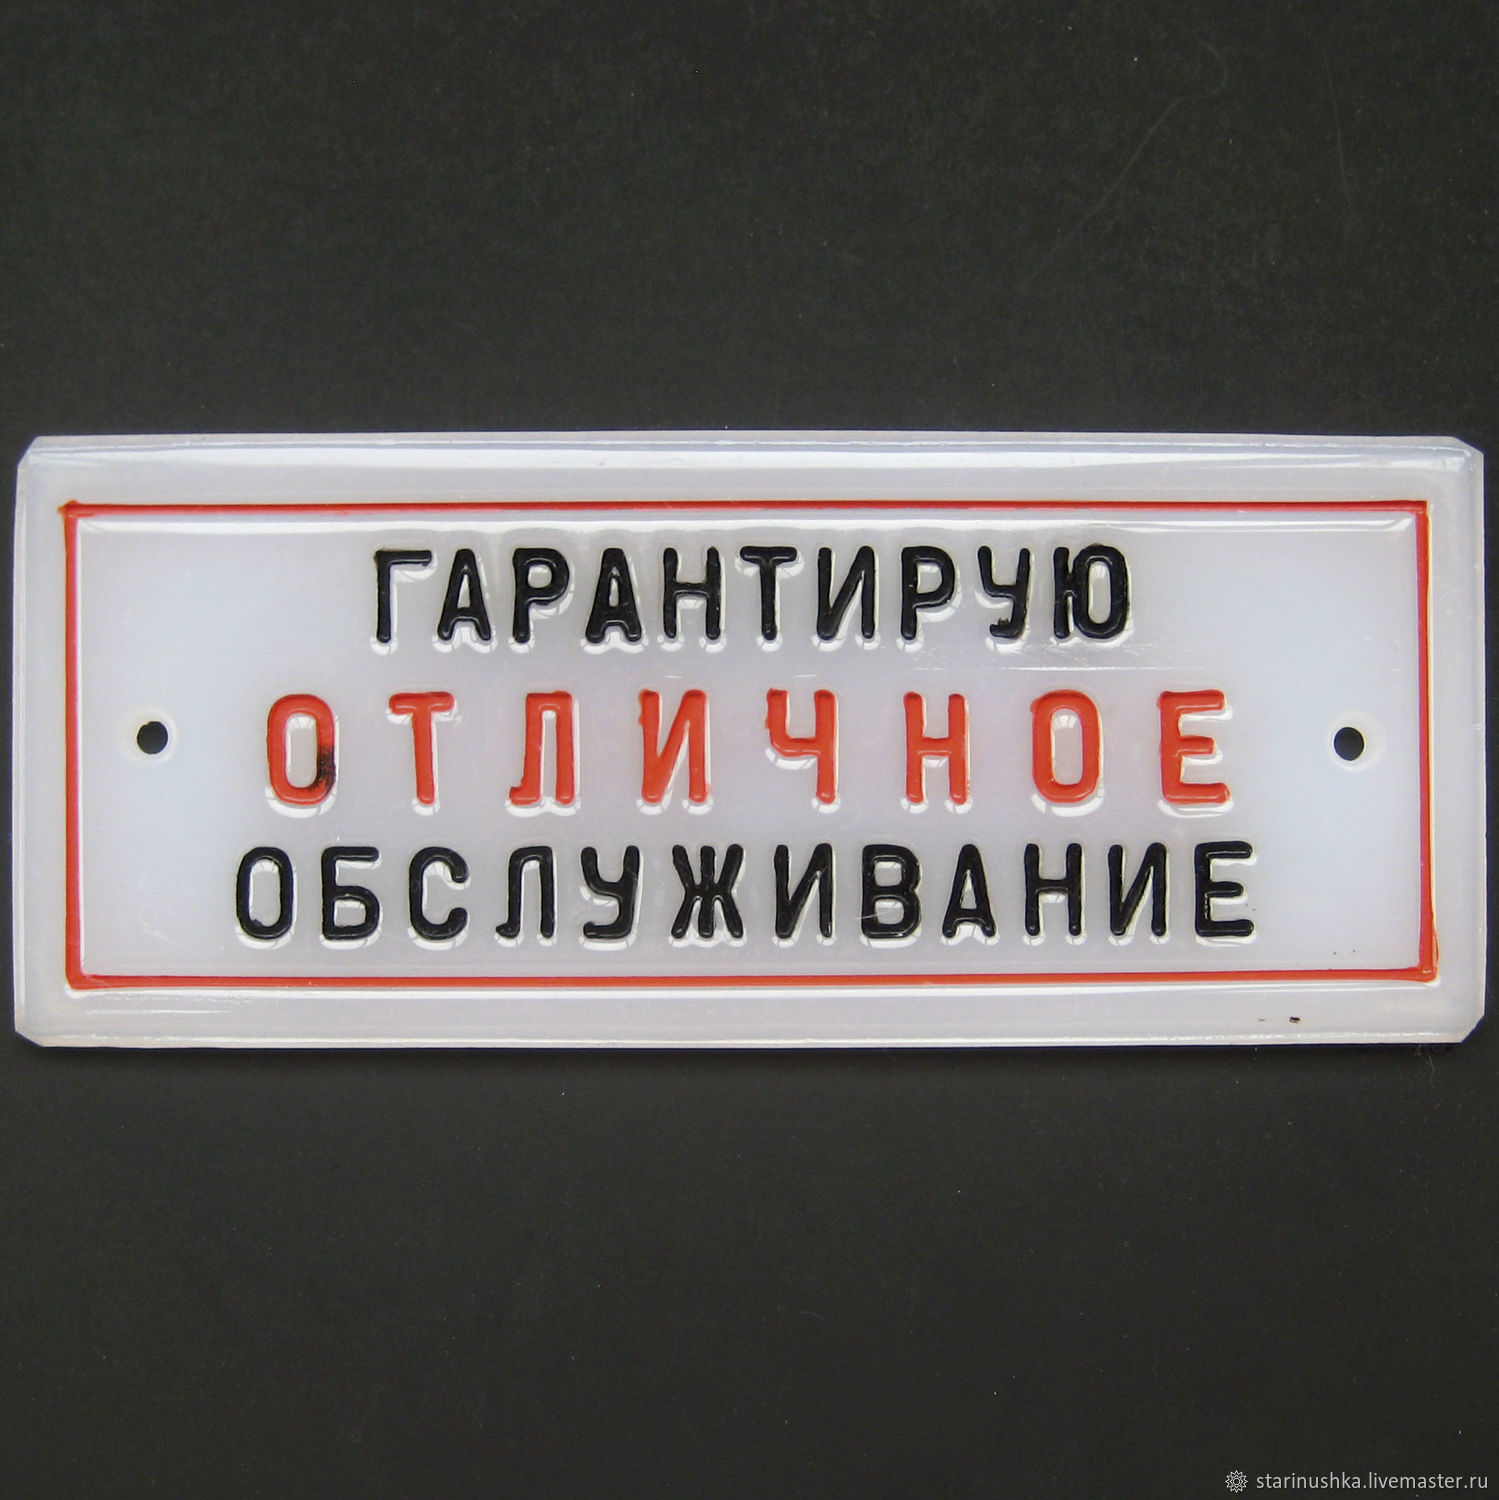 ГАРАНТИРУЮ
ОТЛИЧНОЕ
ОБСЛУЖИВАНИЕ
starinushka.livemaster.ru